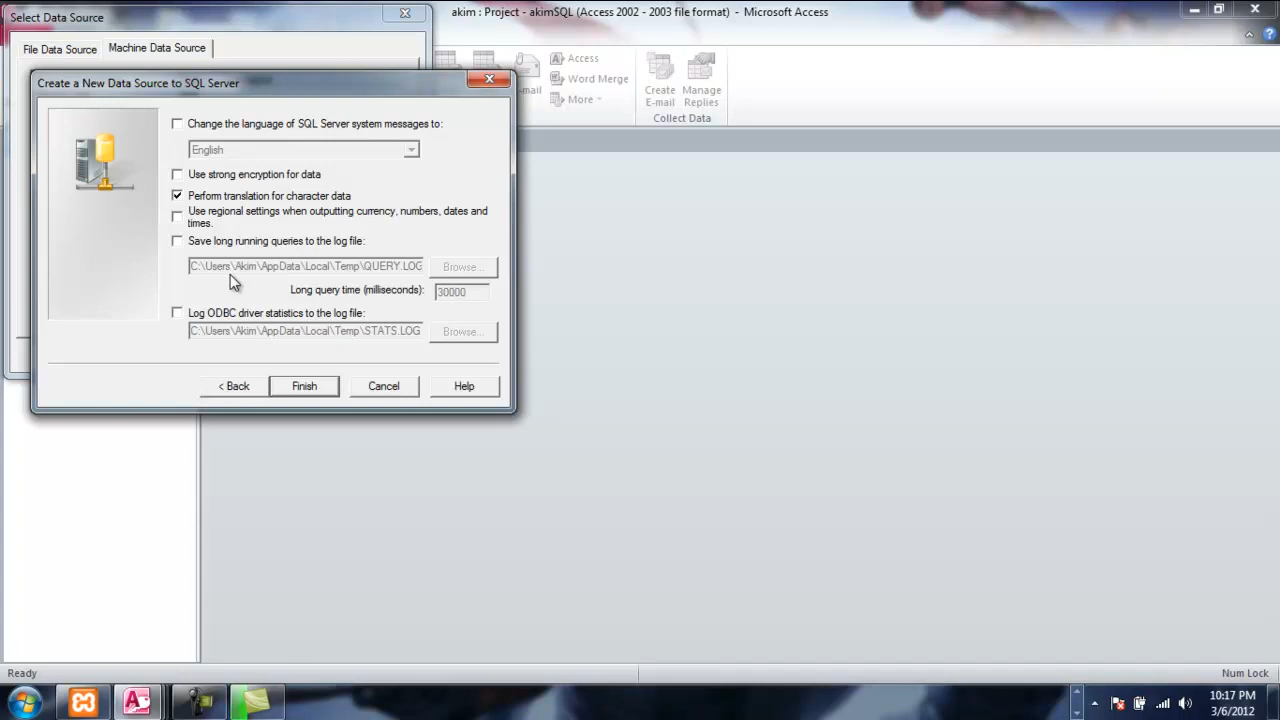 Select Data Source
akim : Project - akimSQL (Access 2002 - 2003 file format) - Microsoft Access
File Data Source Machine Data Source
Create a New Data Source to SQL Server
-mail
Access
Word Merge
More
Create E-mail
Manage Replies
Collect Data
Change the language of SQL Server system messages to:
English
Use strong encryption for data
Perform translation for character data
Use regional settings when outputting currency, numbers, dates and
times.
Save long running queries to the log file:
C:\Users\Akim\AppData\Local\Temp\QUERY.LOG Browse...
Long query time (milliseconds): 30000
Log ODBC driver statistics to the log file:
C:\Users\Akim\AppData\Local\Temp\STATS.LOG Browse...
< Back Finish Cancel Help
Ready Num Lock
10:17 PM
3/6/2012